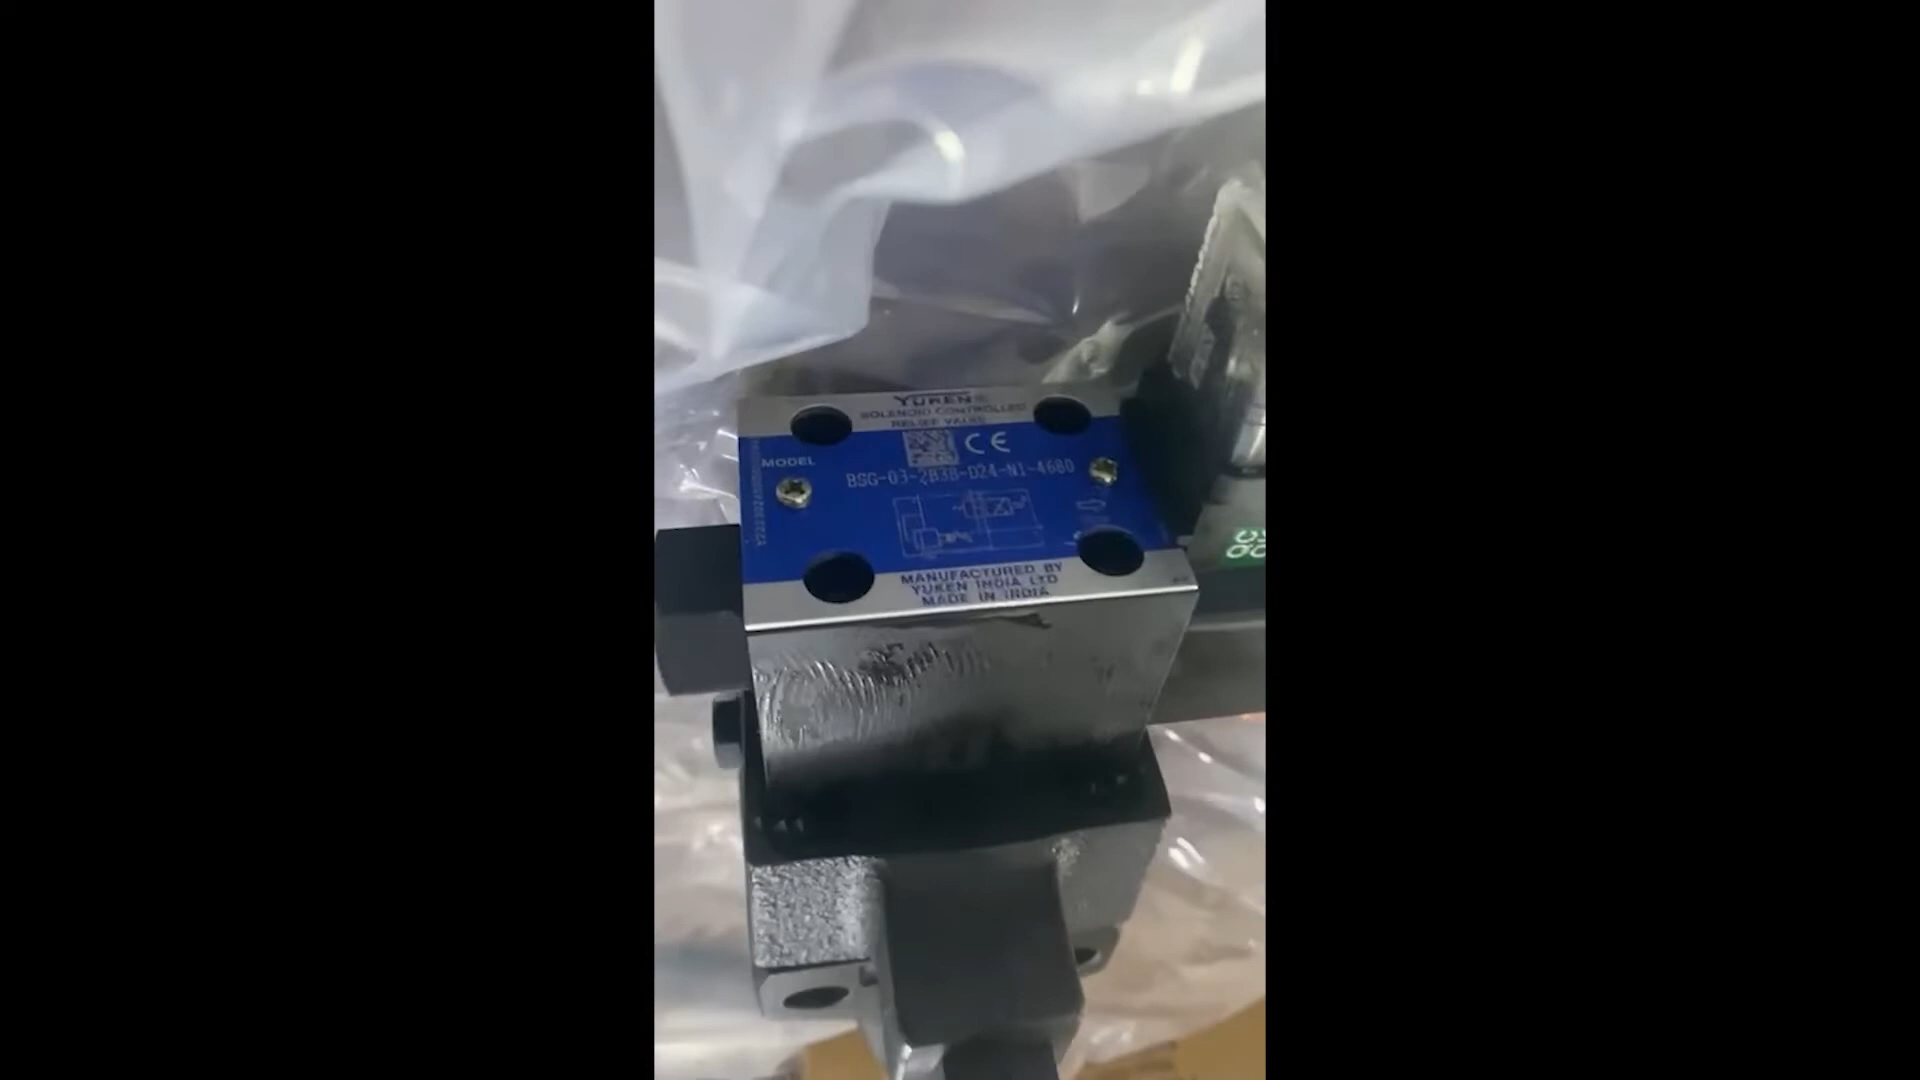 YUKEN
SOLENOID CONTROLLED
RELIEF VALVE
CE
MODEL
BSG-03-2B3B-D24-N1-4680
MANUFACTURED BY
YUKEN INDIA LTD
MADE IN INDIA